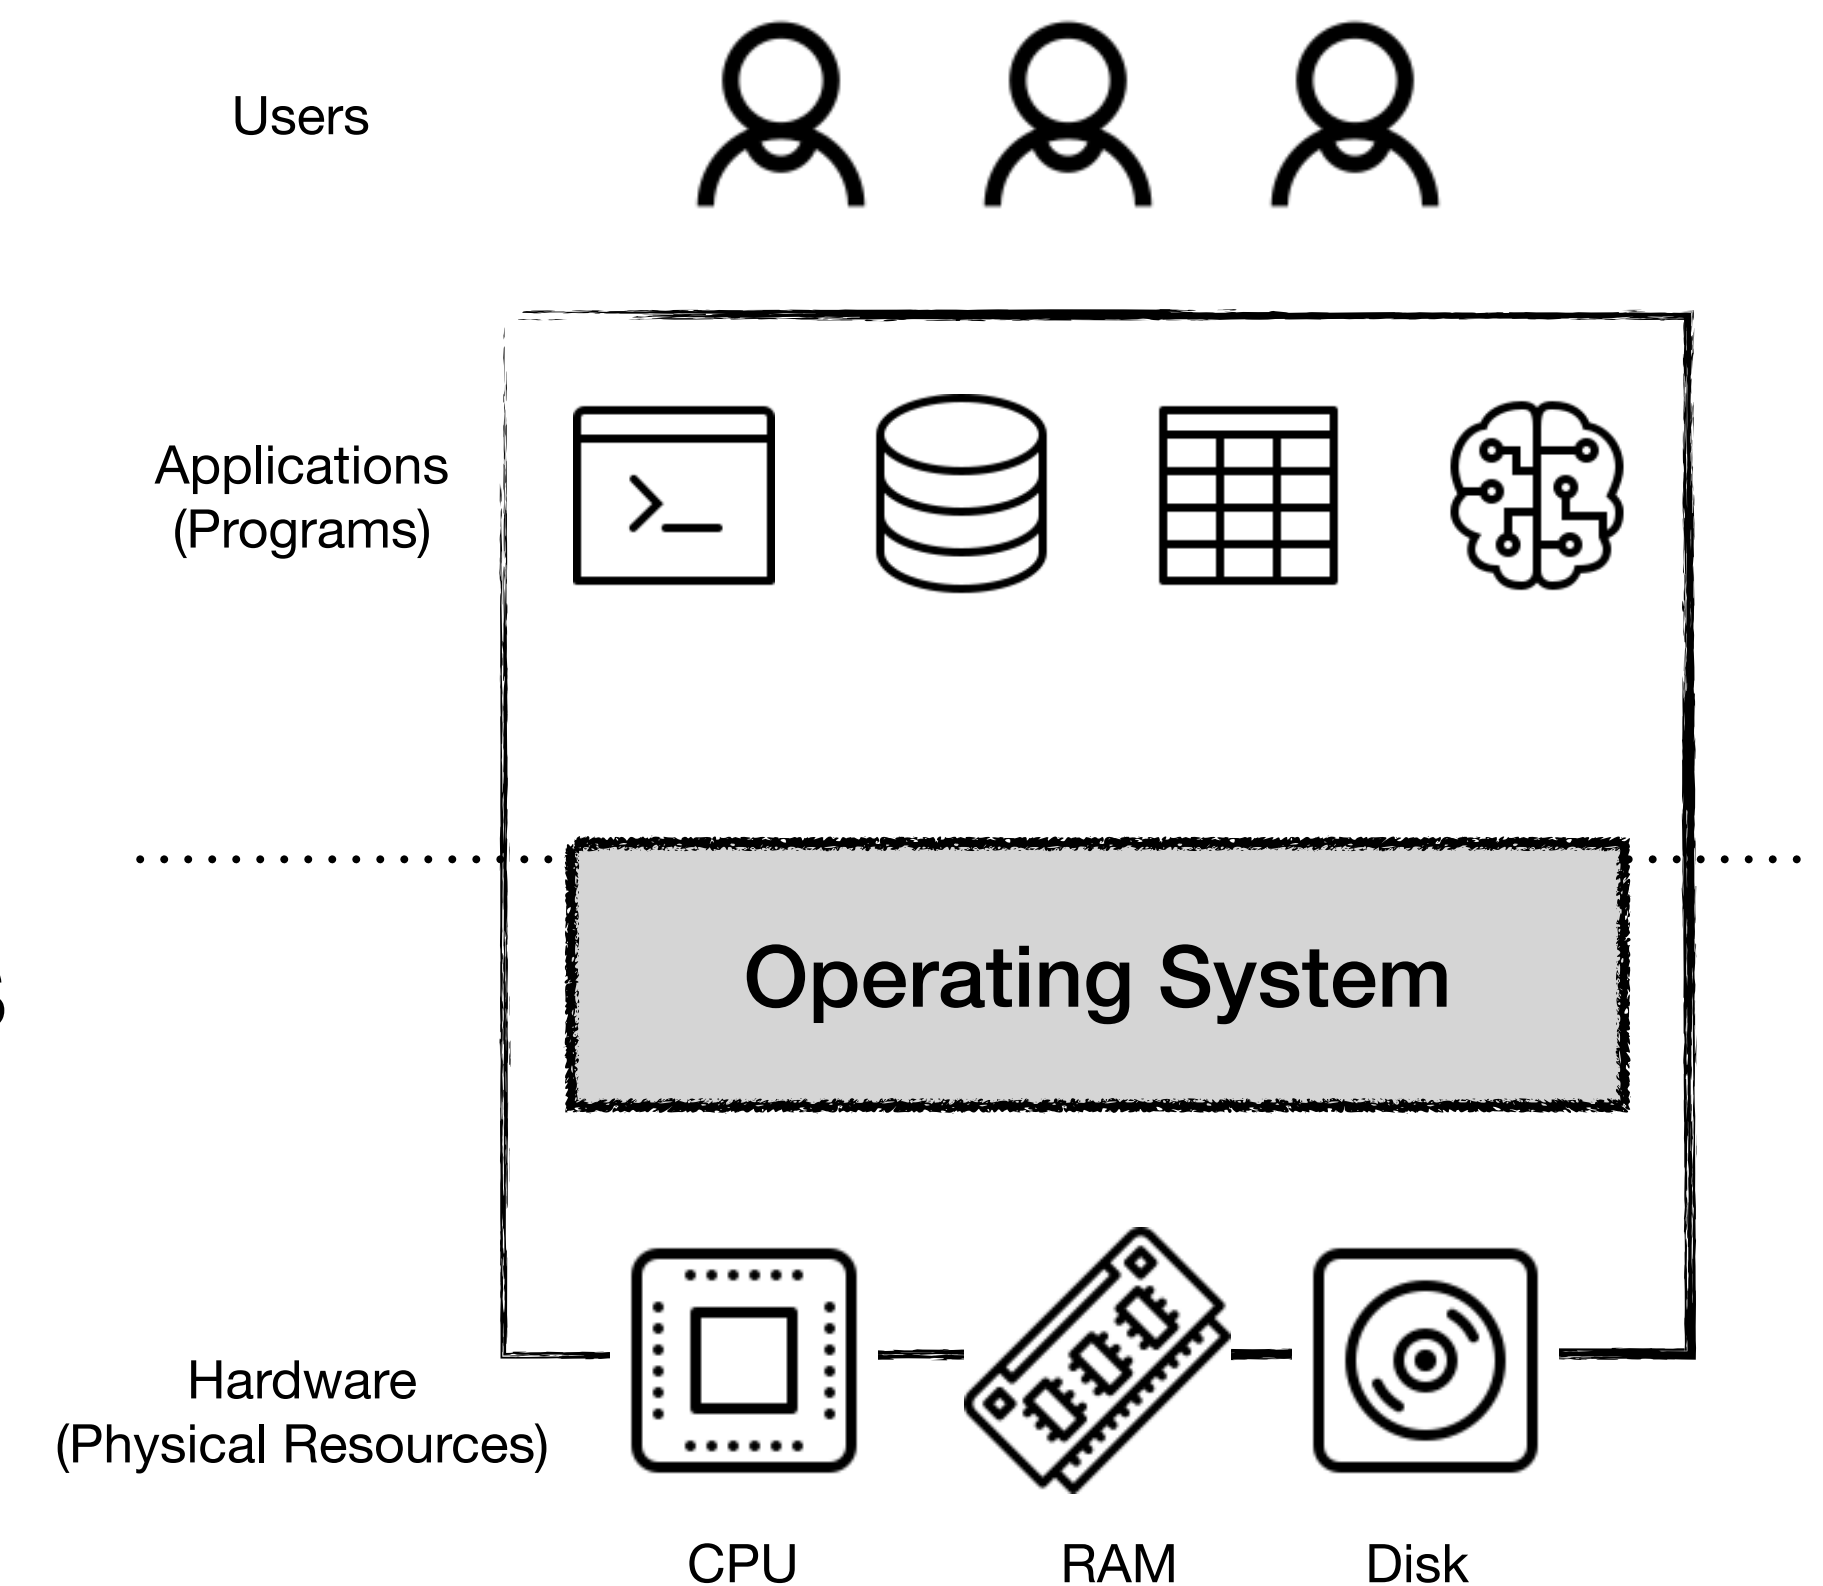 Users
Applications
(Programs)
Operating System
Hardware
(Physical Resources)
CPU
RAM
Disk